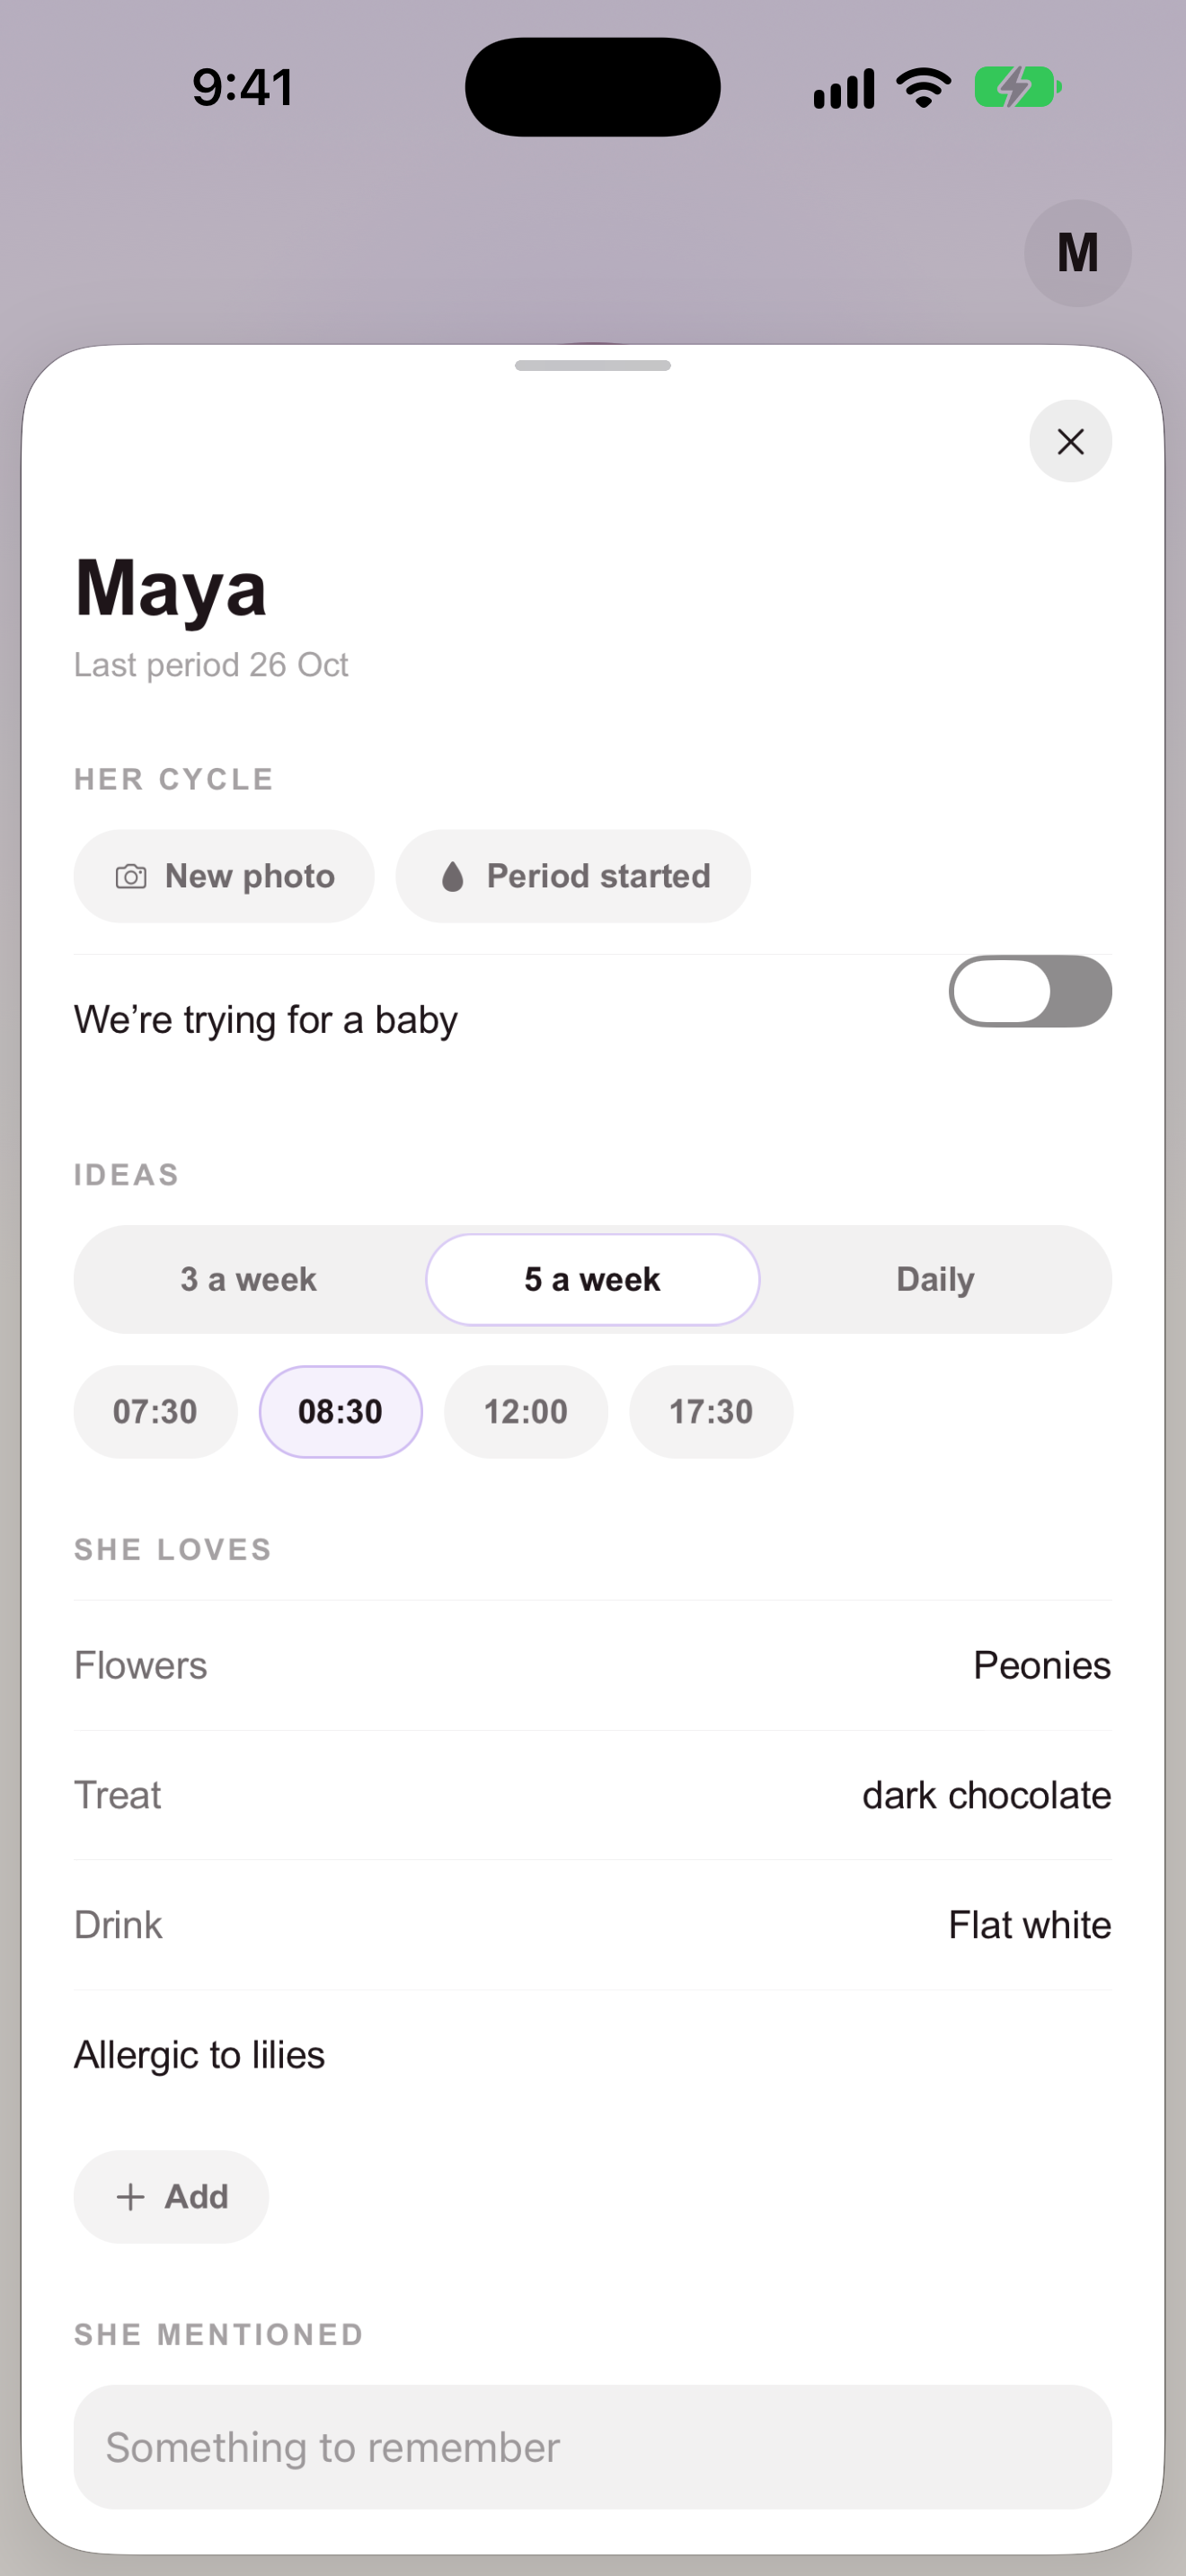 9:41
M
Maya
Last period 26 Oct
HER CYCLE
New photo
Period started
We’re trying for a baby
IDEAS
3 a week
5 a week
Daily
07:30
08:30
12:00
17:30
SHE LOVES
Flowers
Peonies
Treat
dark chocolate
Drink
Flat white
Allergic to lilies
Add
SHE MENTIONED
Something to remember